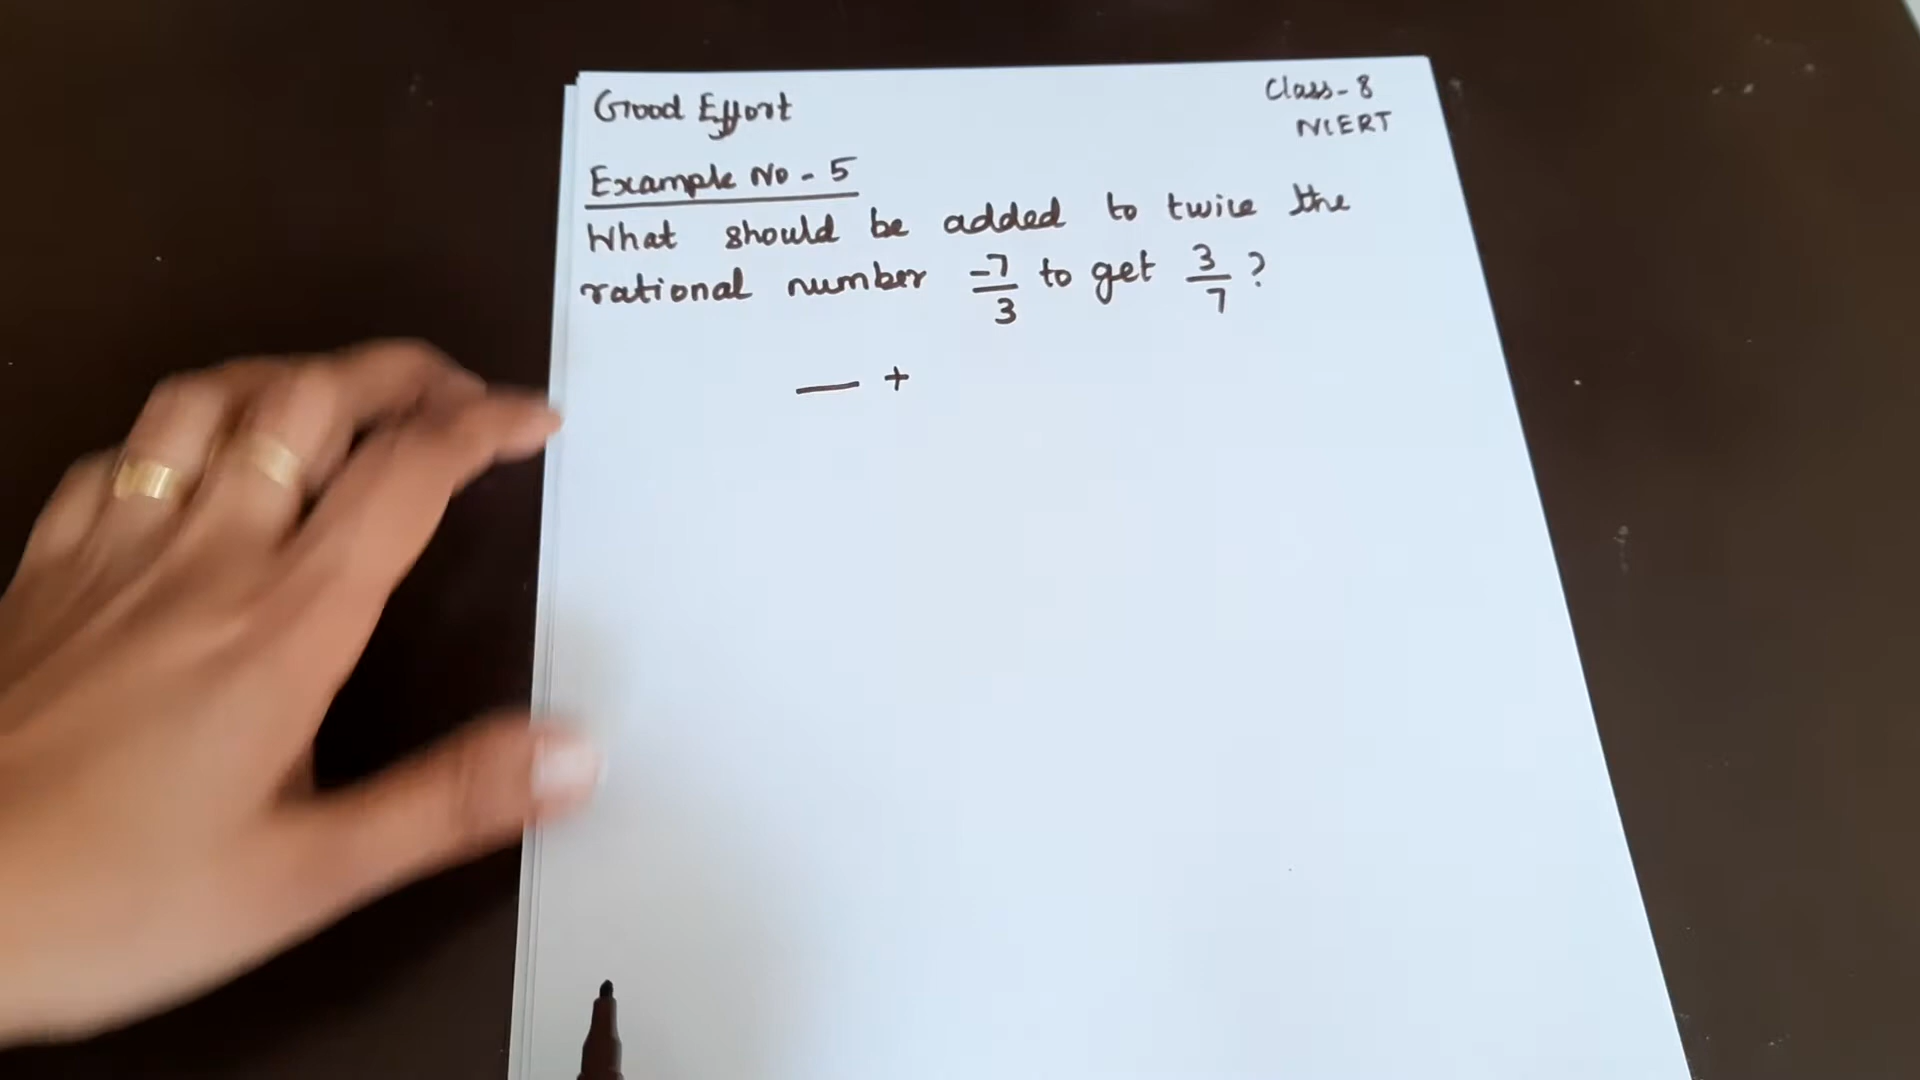 Good Effort
Class-8
NCERT
Example No - 5
What should be added to twice the
rational number -7/3 to get 3/7?
__ +